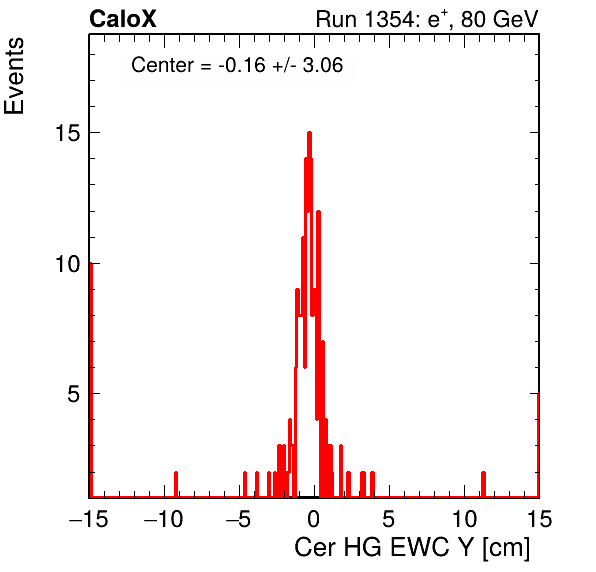 CaloX Run 1354: e⁺, 80 GeV
Center = -0.16 +/- 3.06
Events
15
10
5
−15 −10 −5 0 5 10 15
Cer HG EWC Y [cm]